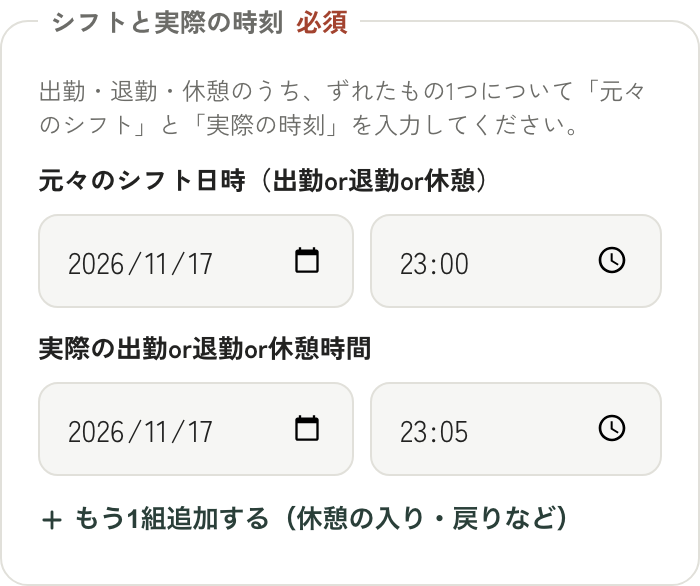 シフトと実際の時刻 必須
出勤・退勤・休憩のうち、ずれたもの1つについて「元々
のシフト」と「実際の時刻」を入力してください。
元々のシフト日時（出勤or退勤or休憩）
2026/11/17 23:00
実際の出勤or退勤or休憩時間
2026/11/17 23:05
＋ もう1組追加する（休憩の入り・戻りなど）